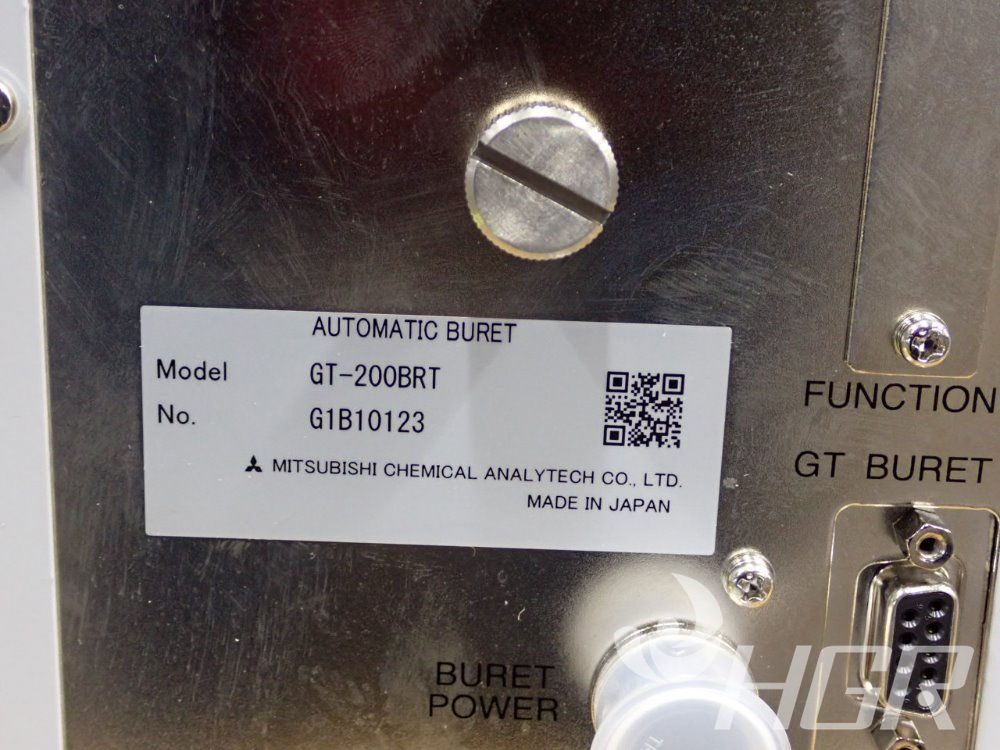 AUTOMATIC BURET
Model GT-200BRT
No. G1B10123
MITSUBISHI CHEMICAL ANALYTECH CO., LTD.
MADE IN JAPAN
FUNCTION
GT BURET
BURET
POWER
HGR